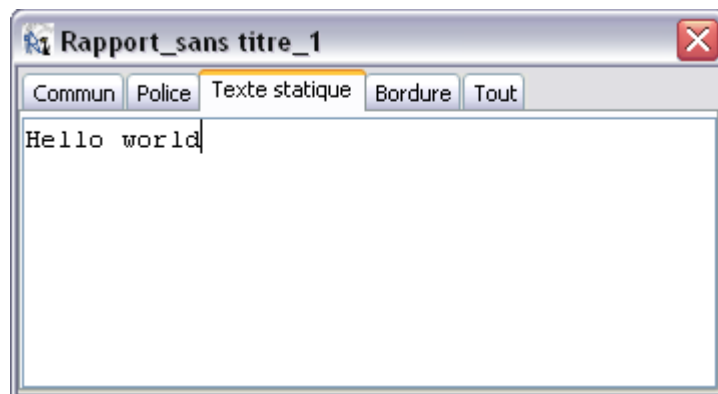 Rapport_sans titre_1
Commun Police Texte statique Bordure Tout
Hello world